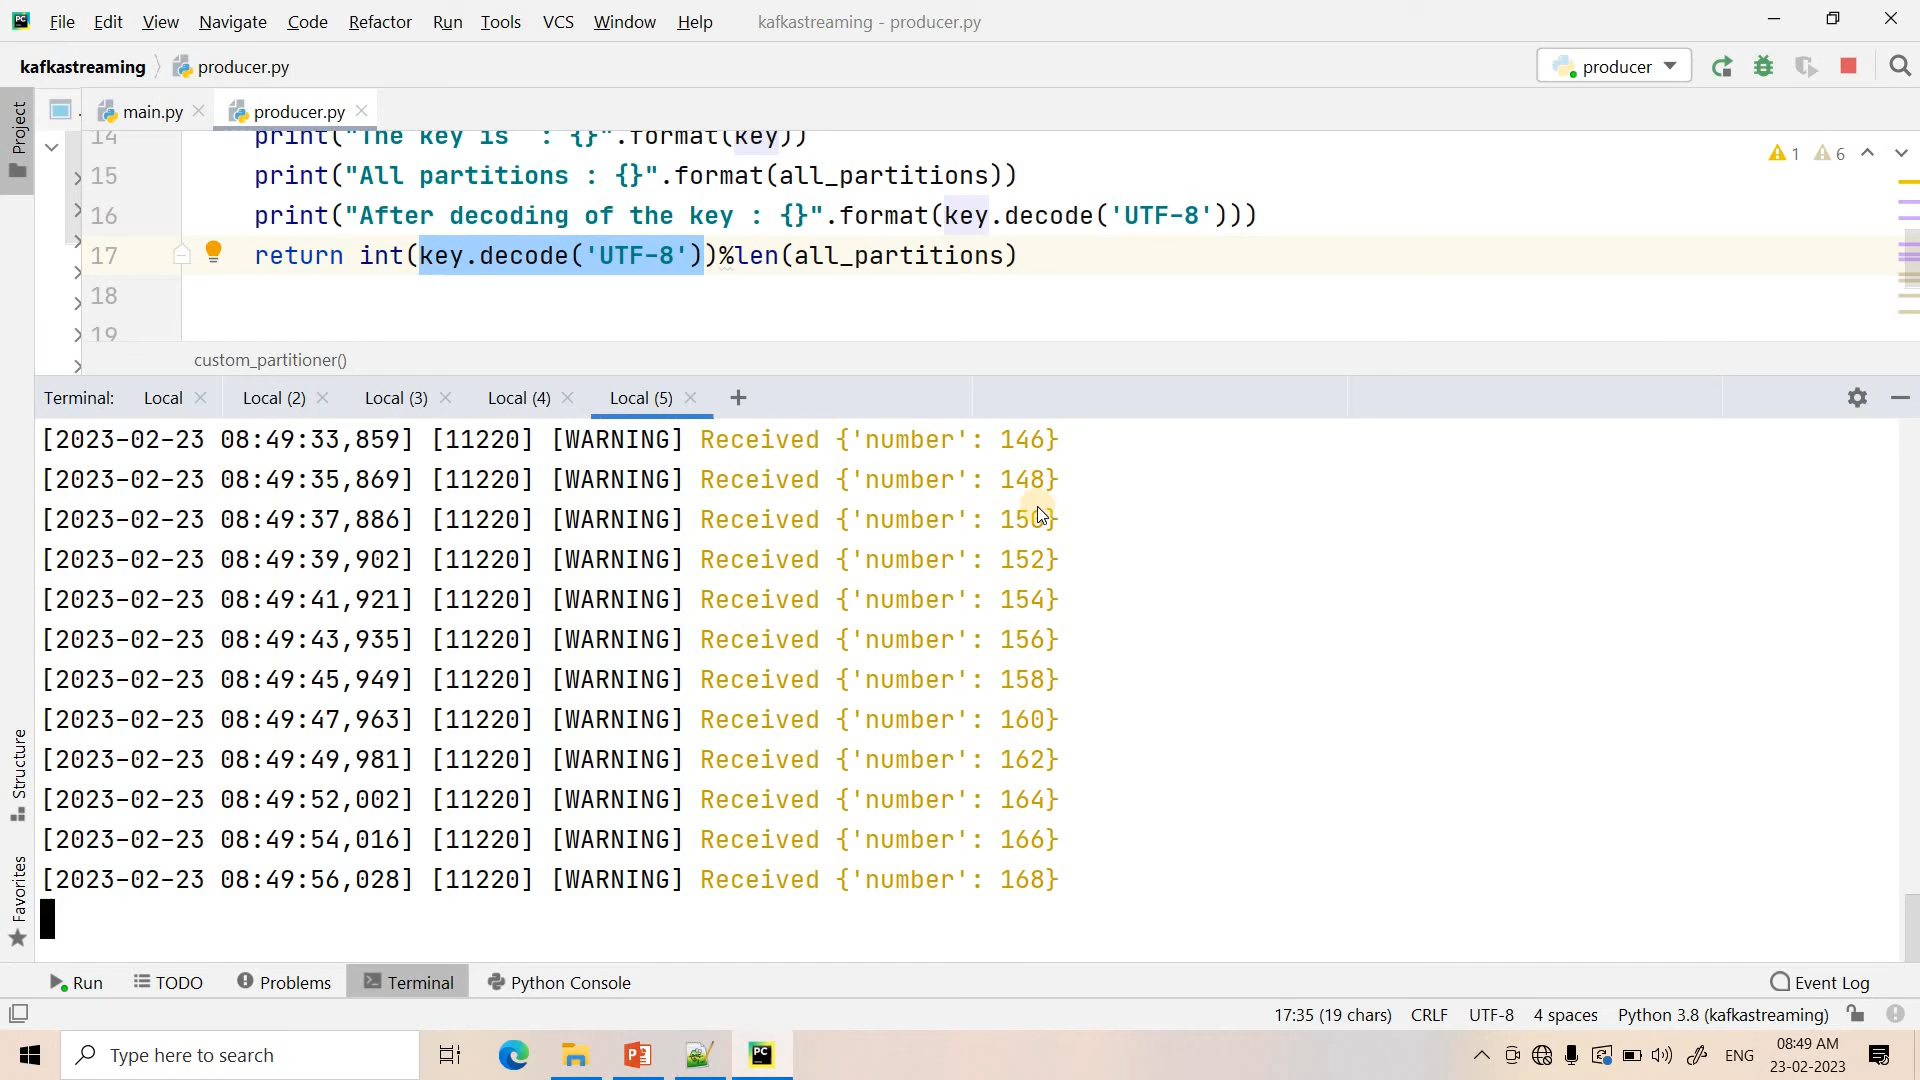 File Edit View Navigate Code Refactor Run Tools VCS Window Help kafkastreaming - producer.py
kafkastreaming producer.py producer
Project
main.py producer.py
14 print("The key is : {}".format(key))
15 print("All partitions : {}".format(all_partitions))
16 print("After decoding of the key : {}".format(key.decode('UTF-8')))
17 return int(key.decode('UTF-8'))%len(all_partitions)
18
19
1 6
custom_partitioner()
Terminal: Local Local (2) Local (3) Local (4) Local (5) +
[2023-02-23 08:49:33,859] [11220] [WARNING] Received {'number': 146}
[2023-02-23 08:49:35,869] [11220] [WARNING] Received {'number': 148}
[2023-02-23 08:49:37,886] [11220] [WARNING] Received {'number': 150}
[2023-02-23 08:49:39,902] [11220] [WARNING] Received {'number': 152}
[2023-02-23 08:49:41,921] [11220] [WARNING] Received {'number': 154}
[2023-02-23 08:49:43,935] [11220] [WARNING] Received {'number': 156}
[2023-02-23 08:49:45,949] [11220] [WARNING] Received {'number': 158}
[2023-02-23 08:49:47,963] [11220] [WARNING] Received {'number': 160}
[2023-02-23 08:49:49,981] [11220] [WARNING] Received {'number': 162}
[2023-02-23 08:49:52,002] [11220] [WARNING] Received {'number': 164}
[2023-02-23 08:49:54,016] [11220] [WARNING] Received {'number': 166}
[2023-02-23 08:49:56,028] [11220] [WARNING] Received {'number': 168}
Structure
Favorites
Run TODO Problems Terminal Python Console Event Log
17:35 (19 chars) CRLF UTF-8 4 spaces Python 3.8 (kafkastreaming)
Type here to search
ENG
08:49 AM
23-02-2023